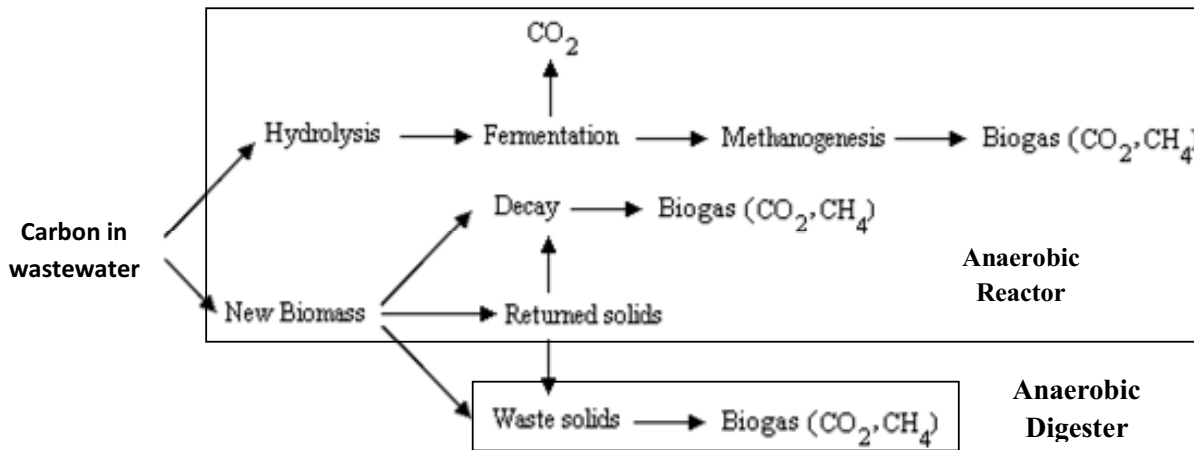 CO2
Hydrolysis
Fermentation
Methanogenesis
Biogas (CO2,CH4)
Decay
Biogas (CO2,CH4)
Carbon in
wastewater
Anaerobic
Reactor
New Biomass
Returned solids
Waste solids
Biogas (CO2,CH4)
Anaerobic
Digester